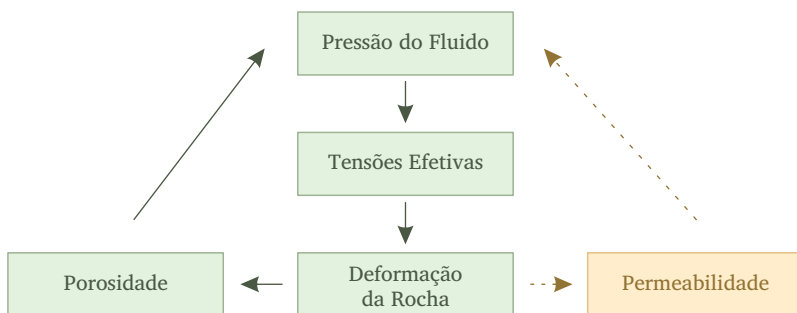 Pressão do Fluido
Tensões Efetivas
Porosidade
Deformação
da Rocha
Permeabilidade